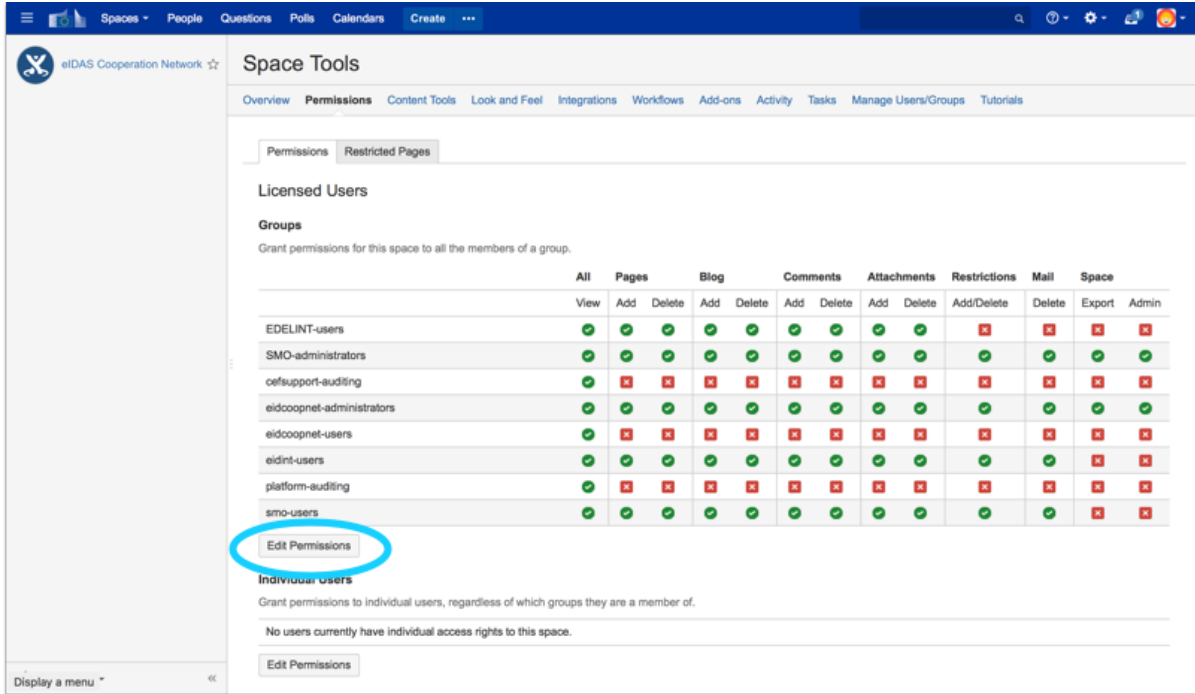 Spaces People Questions Polls Calendars Create ••• 1
eIDAS Cooperation Network
Space Tools
Overview Permissions Content Tools Look and Feel Integrations Workflows Add-ons Activity Tasks Manage Users/Groups Tutorials
Permissions Restricted Pages
Licensed Users
Groups
Grant permissions for this space to all the members of a group.
All Pages Blog Comments Attachments Restrictions Mail Space
View Add Delete Add Delete Add Delete Add Delete Add/Delete Delete Export Admin
EDELINT-users
SMO-administrators
cefsupport-auditing
eidcoopnet-administrators
eidcoopnet-users
eidint-users
platform-auditing
smo-users
Edit Permissions
Individual Users
Grant permissions to individual users, regardless of which groups they are a member of.
No users currently have individual access rights to this space.
Edit Permissions
Display a menu